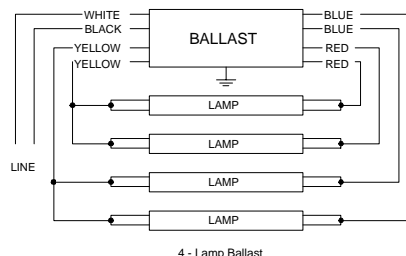 WHITE
BLUE
BLACK
BALLAST
BLUE
YELLOW
RED
YELLOW
RED
LAMP
LAMP
LINE
LAMP
LAMP
4 - Lamp Ballast